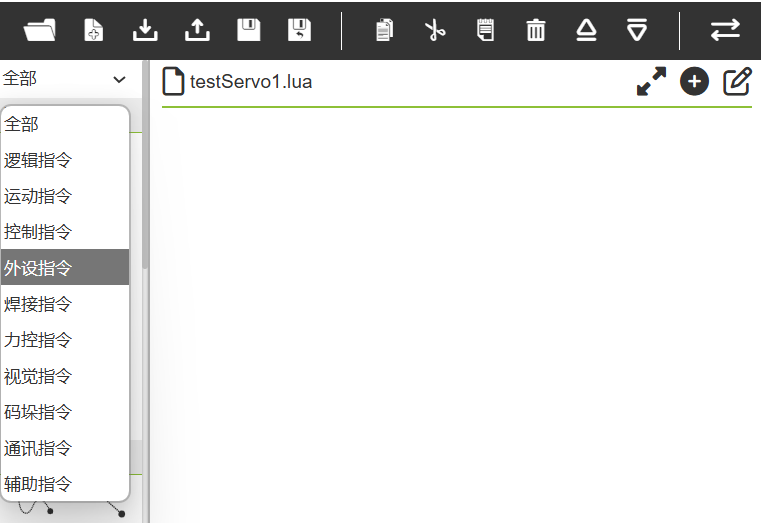 全部
testServo1.lua
全部
逻辑指令
运动指令
控制指令
外设指令
焊接指令
力控指令
视觉指令
码垛指令
通讯指令
辅助指令